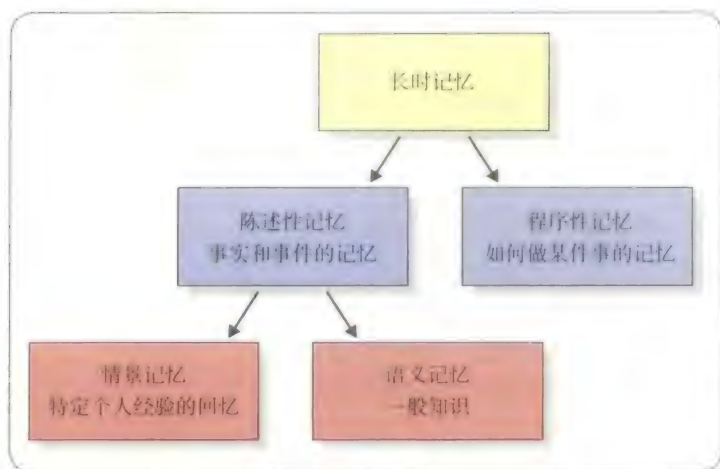 长时记忆
陈述性记忆
事实和事件的记忆
程序性记忆
如何做某件事的记忆
情景记忆
特定个人经验的回忆
语义记忆
一般知识